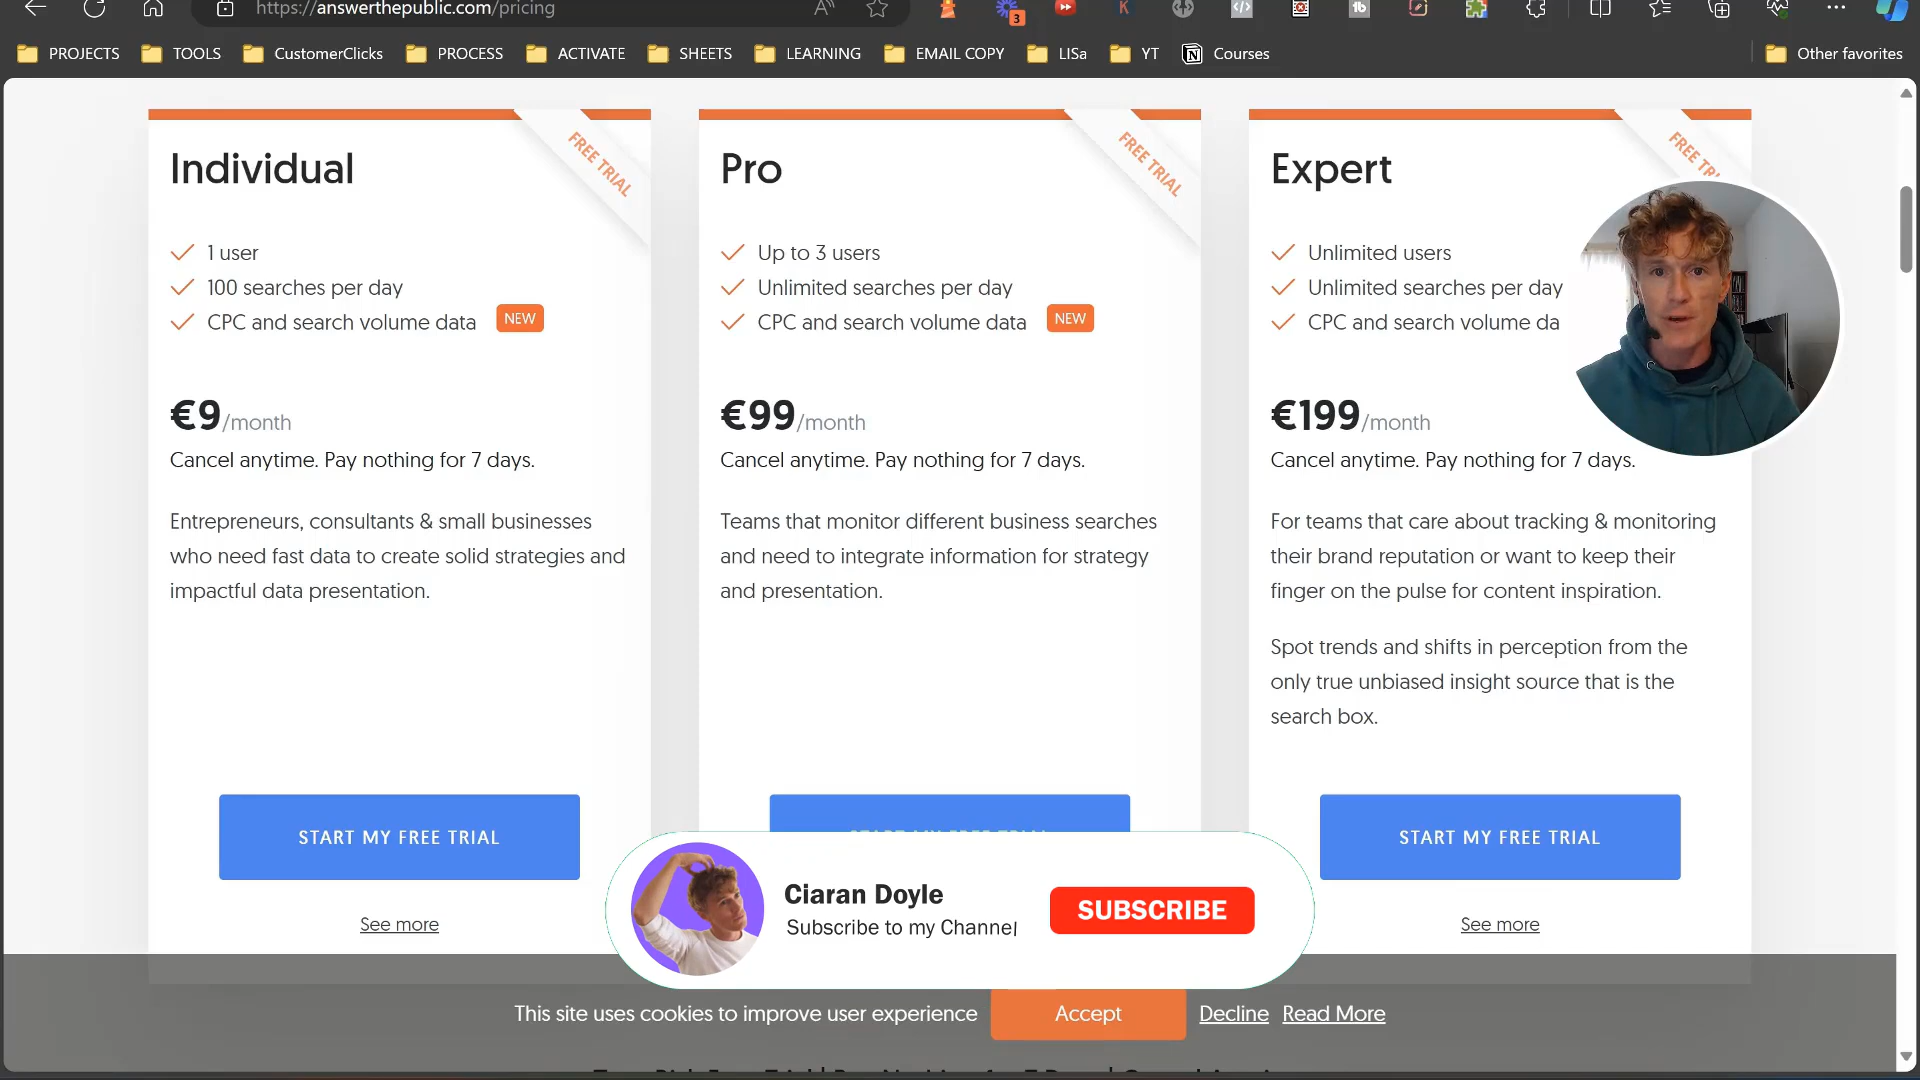 https://answerthepublic.com/pricing
3
PROJECTS
TOOLS
CustomerClicks
PROCESS
ACTIVATE
SHEETS
LEARNING
EMAIL COPY
LISa
YT
Courses
Other favorites
FREE TRIAL
Individual
1 user
100 searches per day
CPC and search volume data NEW
€9/month
Cancel anytime. Pay nothing for 7 days.
Entrepreneurs, consultants & small businesses
who need fast data to create solid strategies and
impactful data presentation.
START MY FREE TRIAL
See more
FREE TRIAL
Pro
Up to 3 users
Unlimited searches per day
CPC and search volume data NEW
€99/month
Cancel anytime. Pay nothing for 7 days.
Teams that monitor different business searches
and need to integrate information for strategy
and presentation.
FREE
Expert
Unlimited users
Unlimited searches per day
CPC and search volume
€199/month
Cancel anytime. Pay nothing for 7 days.
For teams that care about tracking & monitoring
their brand reputation or want to keep their
finger on the pulse for content inspiration.
Spot trends and shifts in perception from the
only true unbiased insight source that is the
search box.
START MY FREE TRIAL
See more
Ciaran Doyle
Subscribe to my Channel
SUBSCRIBE
This site uses cookies to improve user experience
Accept
Decline
Read More